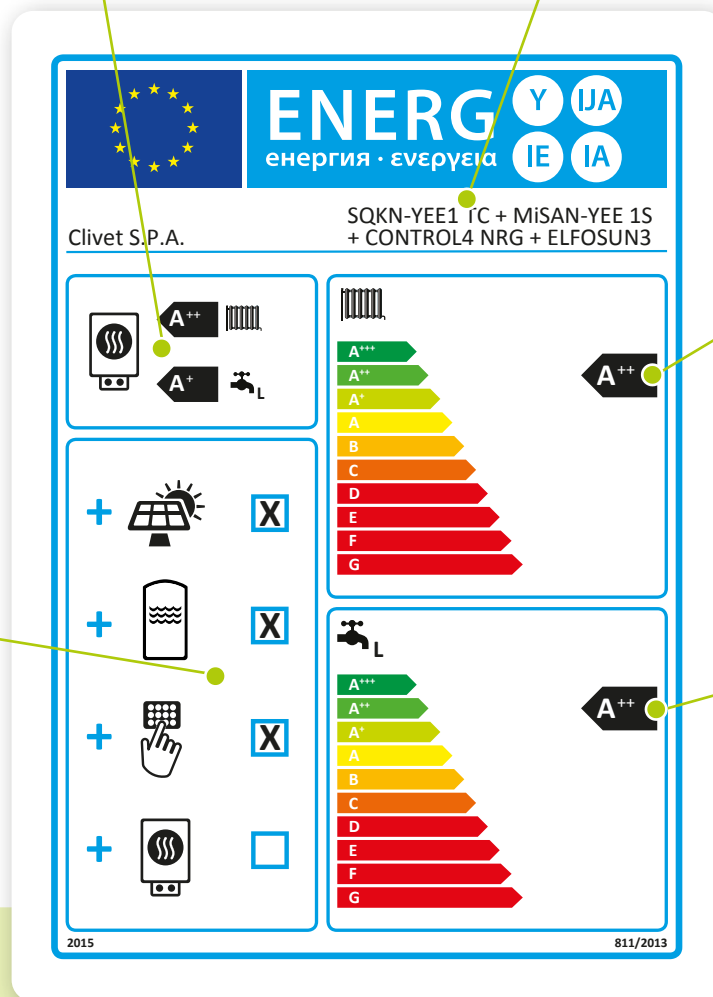 ENERG Y IJA
енергия · ενεργεια IE IA
Clivet S.P.A.
SQKN-YEE1 TC + MiSAN-YEE 1S
+ CONTROL4 NRG + ELFOSUN3
A++
A+
L
+ X
+ X
+ X
+
A+++
A++
A+
A
B
C
D
E
F
G
A++
L
A+++
A++
A+
A
B
C
D
E
F
G
A++
2015
811/2013